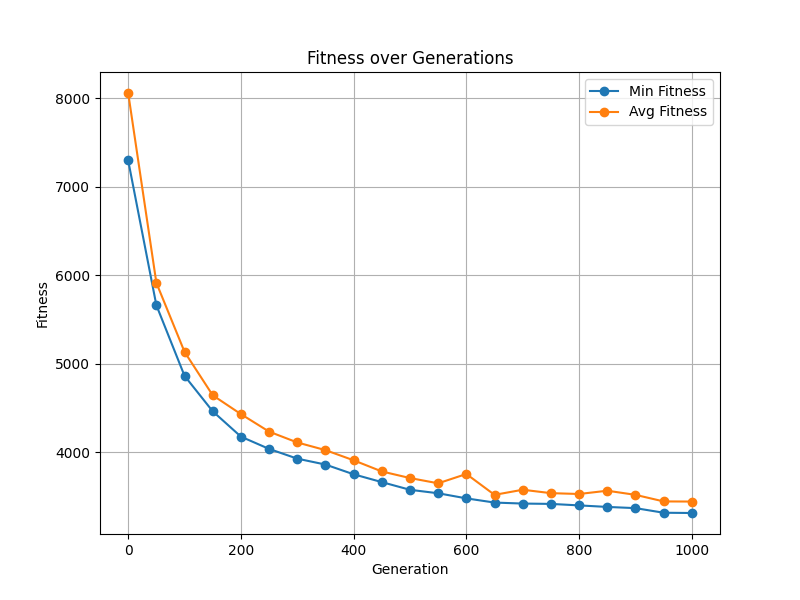 Fitness over Generations
Min Fitness
Avg Fitness
8000
7000
6000
5000
4000
Fitness
0 200 400 600 800 1000
Generation